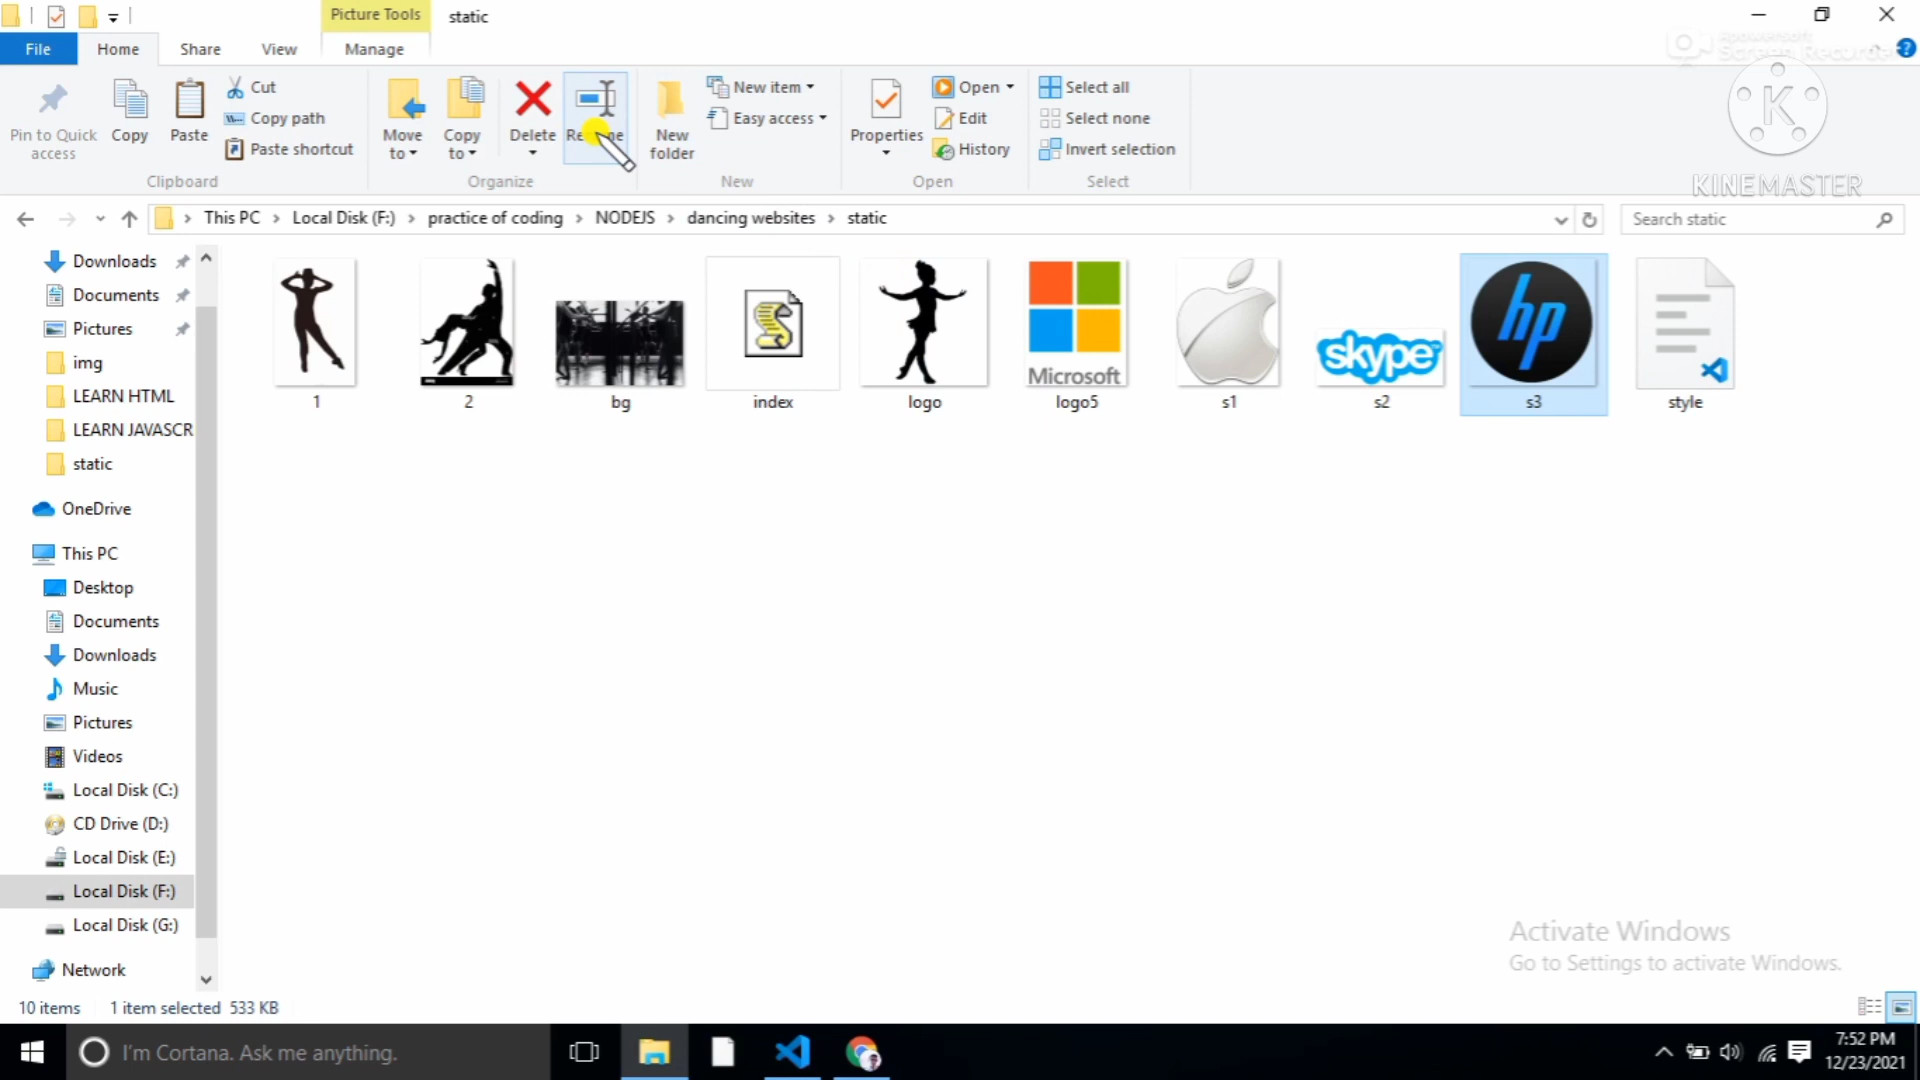 Picture Tools
static
File
Home
Share
View
Manage
Apowersoft
Screen Recorder
Pin to Quick
access
Copy
Paste
Cut
Copy path
Paste shortcut
Move
to
Copy
to
Delete
Rename
New
folder
New item
Easy access
Properties
Open
Edit
History
Select all
Select none
Invert selection
Clipboard
Organize
New
Open
Select
K
KINEMASTER
This PC > Local Disk (F:) > practice of coding > NODEJS > dancing websites > static
Search static
Downloads
Documents
Pictures
img
LEARN HTML
LEARN JAVASCR
static
OneDrive
This PC
Desktop
Documents
Downloads
Music
Pictures
Videos
Local Disk (C:)
CD Drive (D:)
Local Disk (E:)
Local Disk (F:)
Local Disk (G:)
Network
Microsoft
skype
hp
1
2
bg
index
logo
logo5
s1
s2
s3
style
Activate Windows
Go to Settings to activate Windows.
10 items
1 item selected 533 KB
I'm Cortana. Ask me anything.
7:52 PM
12/23/2021